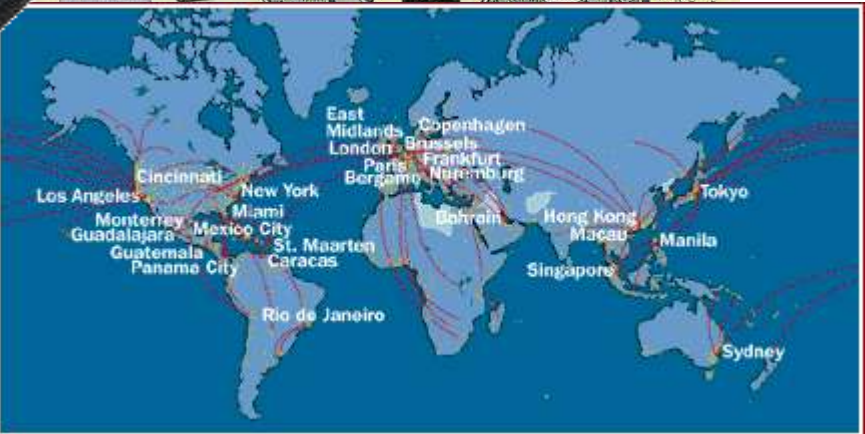 East
Midlands
Copenhagen
London
Brussels
Paris
Frankfurt
Bergamo
Nuremburg
Cincinnati
Los Angeles
New York
Miami
Monterrey
Mexico City
Guadalajara
St. Maarten
Guatemala
Caracas
Panama City
Rio de Janeiro
Bahrain
Hong Kong
Macau
Tokyo
Manila
Singapore
Sydney